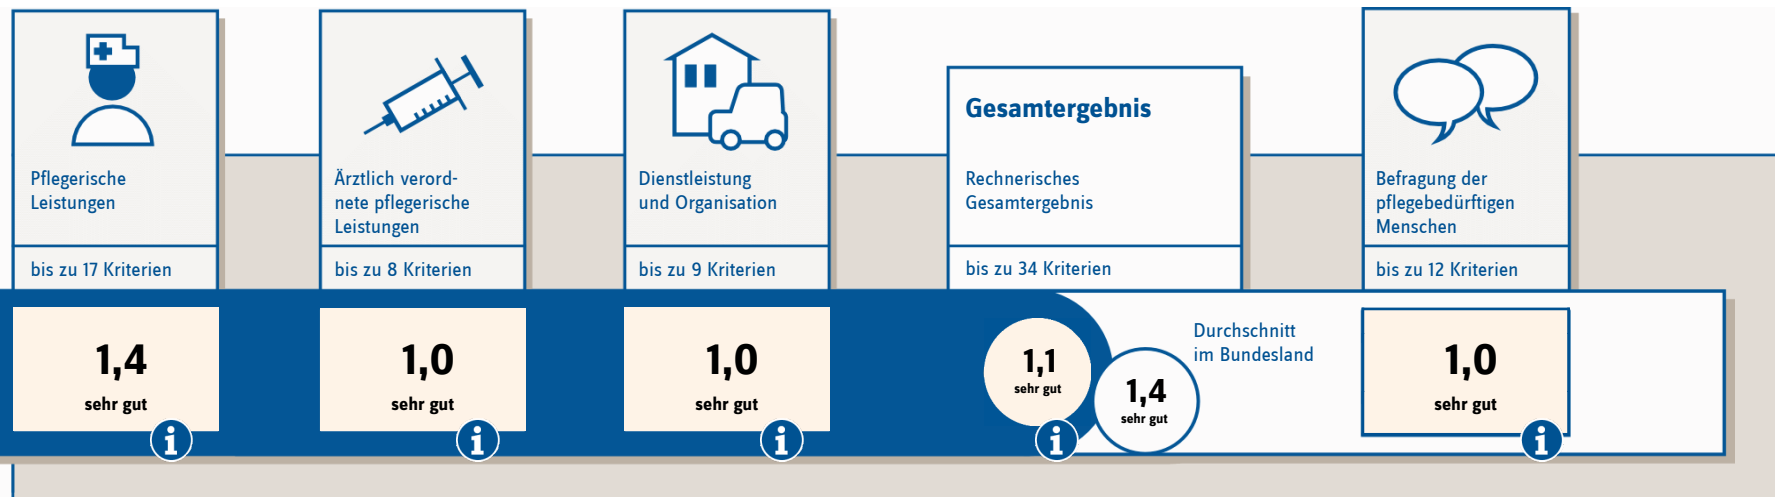 Pflegerische
Leistungen
bis zu 17 Kriterien
1,4
sehr gut
i
Ärztlich verord-
nete pflegerische
Leistungen
bis zu 8 Kriterien
1,0
sehr gut
i
Dienstleistung
und Organisation
bis zu 9 Kriterien
1,0
sehr gut
i
Gesamtergebnis
Rechnerisches
Gesamtergebnis
bis zu 34 Kriterien
1,1
sehr gut
i
1,4
sehr gut
Durchschnitt
im Bundesland
Befragung der
pflegebedürftigen
Menschen
bis zu 12 Kriterien
1,0
sehr gut
i